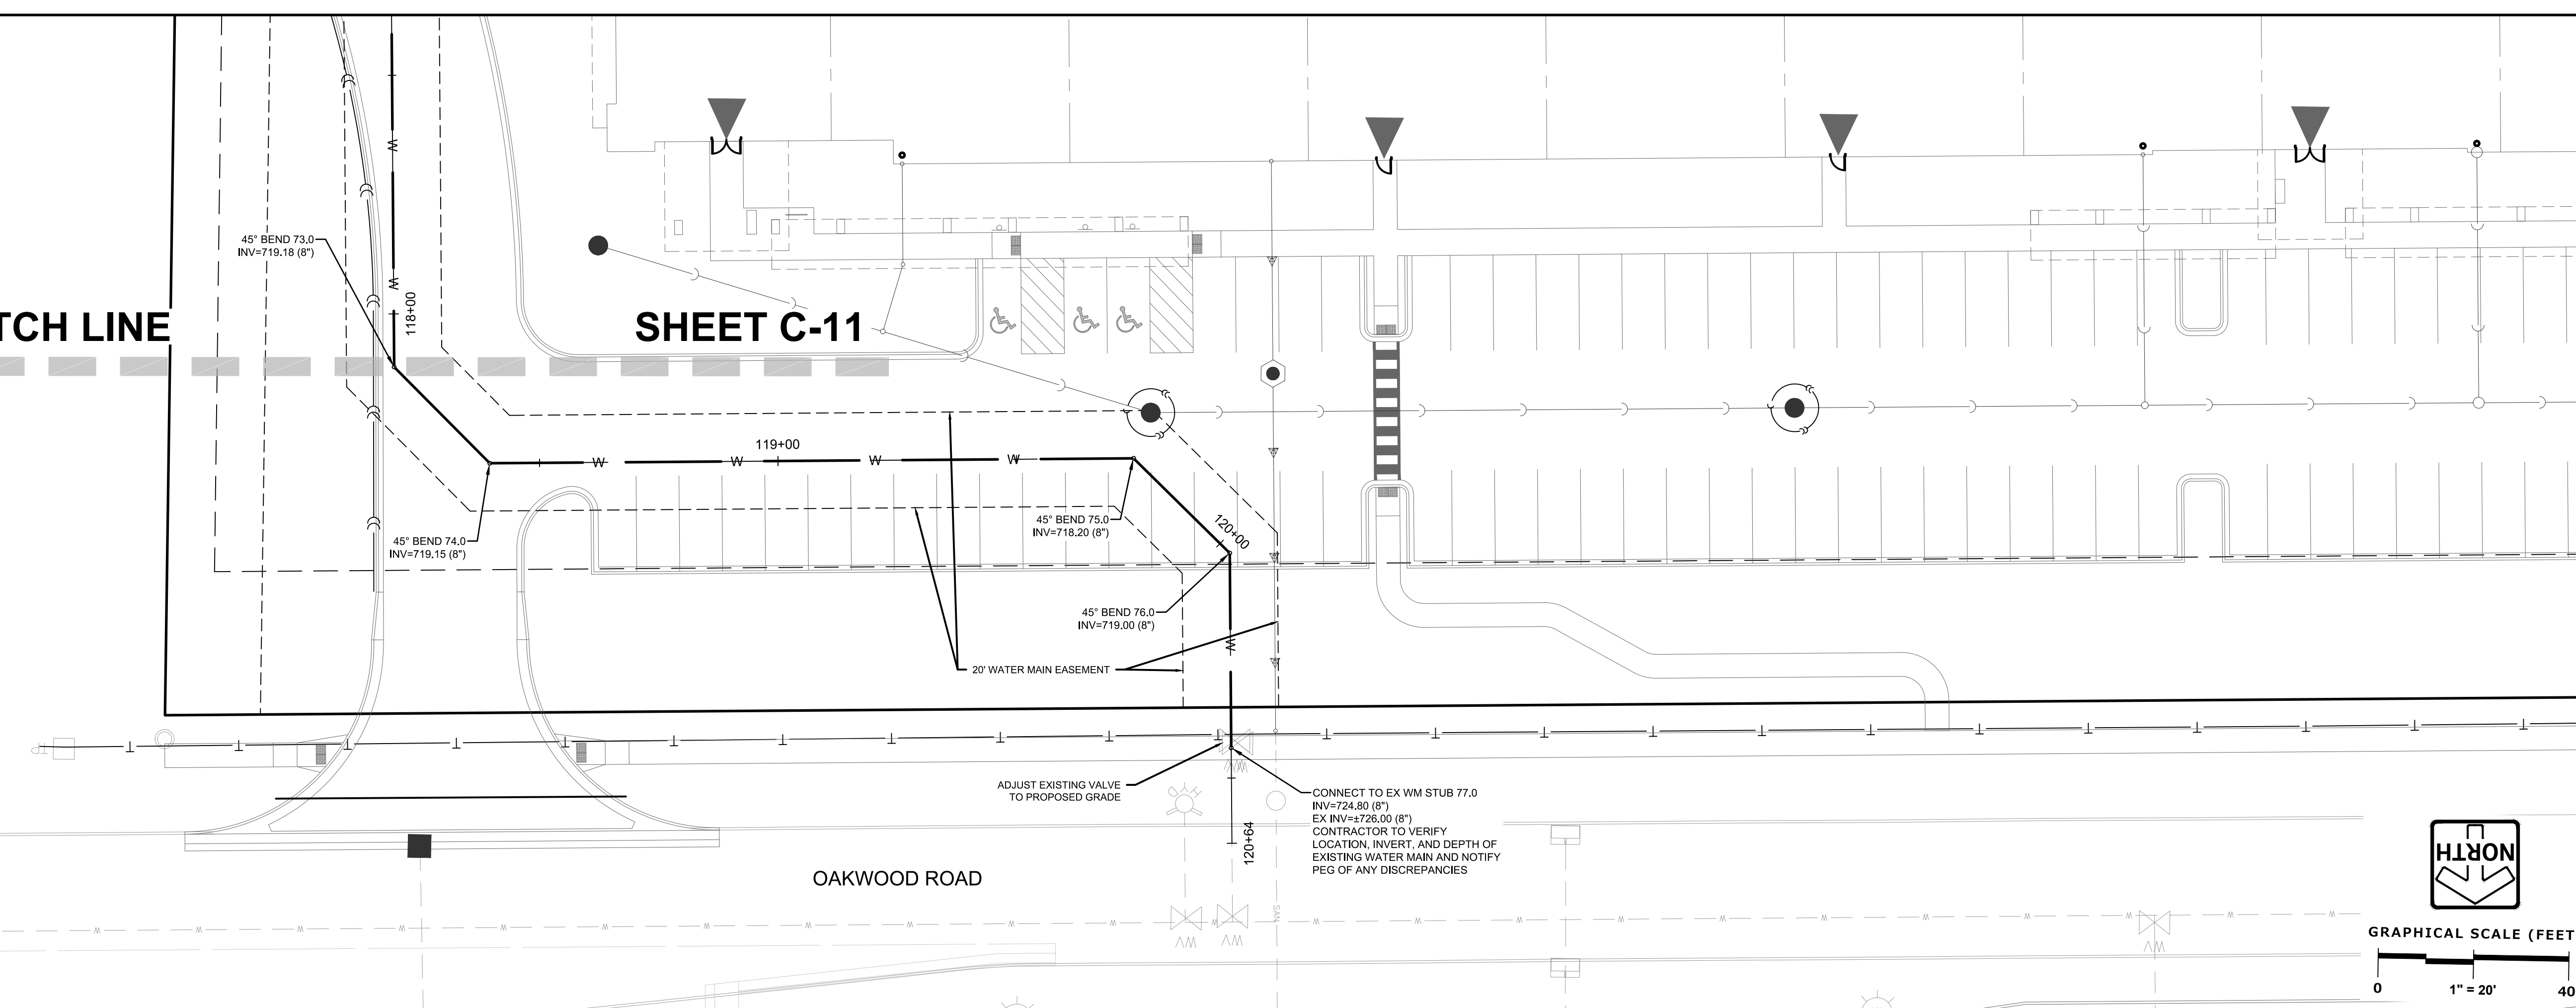 45° BEND 73.0
INV=719.18 (8")
W
W
118+00
TCH LINE
SHEET C-11
119+00
W
W
W
W
45° BEND 74.0
INV=719.15 (8")
45° BEND 75.0
INV=718.20 (8")
120+00
45° BEND 76.0
INV=719.00 (8")
W
20' WATER MAIN EASEMENT
ADJUST EXISTING VALVE
TO PROPOSED GRADE
CONNECT TO EX WM STUB 77.0
INV=724.80 (8")
EX INV=±726.00 (8")
CONTRACTOR TO VERIFY
LOCATION, INVERT, AND DEPTH OF
EXISTING WATER MAIN AND NOTIFY
PEG OF ANY DISCREPANCIES
120+64
OAKWOOD ROAD
SAN
NORTH
GRAPHICAL SCALE (FEET
0
1" = 20'
40